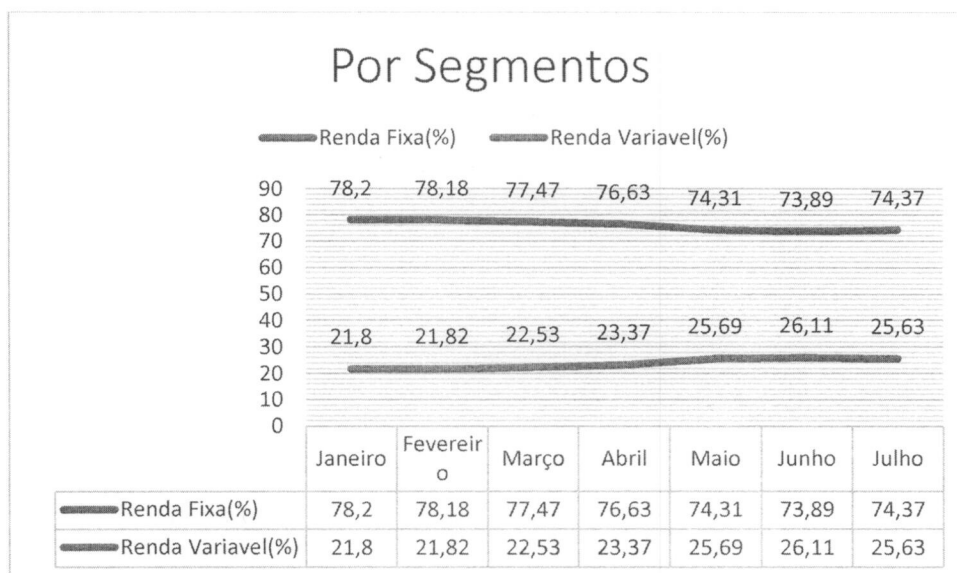 Por Segmentos
Renda Fixa(%) Renda Variavel(%)
90 78,2 78,18 77,47 76,63 74,31 73,89 74,37
80
70
60
50
40
30 21,8 21,82 22,53 23,37 25,69 26,11 25,63
20
10
0
Janeiro Fevereir
o Março Abril Maio Junho Julho
Renda Fixa(%) 78,2 78,18 77,47 76,63 74,31 73,89 74,37
Renda Variavel(%) 21,8 21,82 22,53 23,37 25,69 26,11 25,63